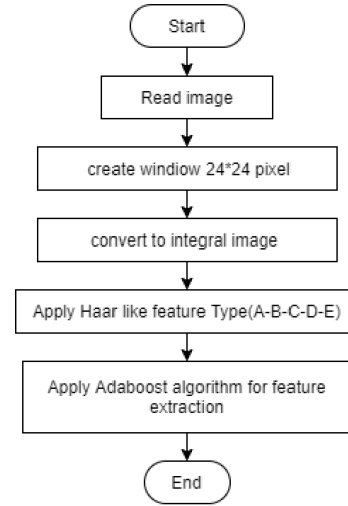 Start
Read image
create windiow 24*24 pixel
convert to integral image
Apply Haar like feature Type(A-B-C-D-E)
Apply Adaboost algorithm for feature
extraction
End